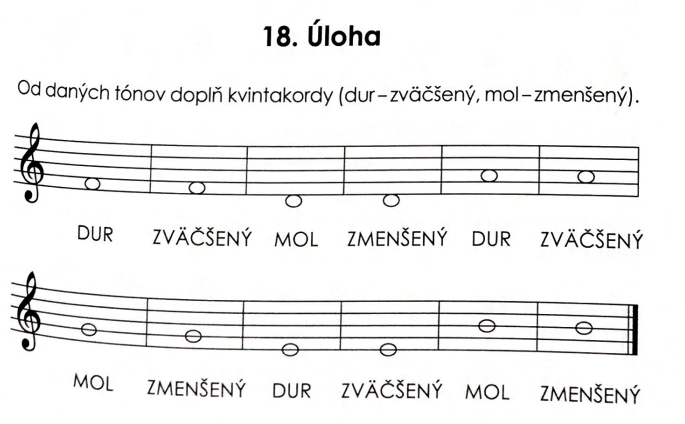 18. Úloha
Od daných tónov doplň kvintakordy (dur–zväčšený, mol–zmenšený).
DUR ZVÄČŠENÝ MOL ZMENŠENÝ DUR ZVÄČŠENÝ
MOL ZMENŠENÝ DUR ZVÄČŠENÝ MOL ZMENŠENÝ